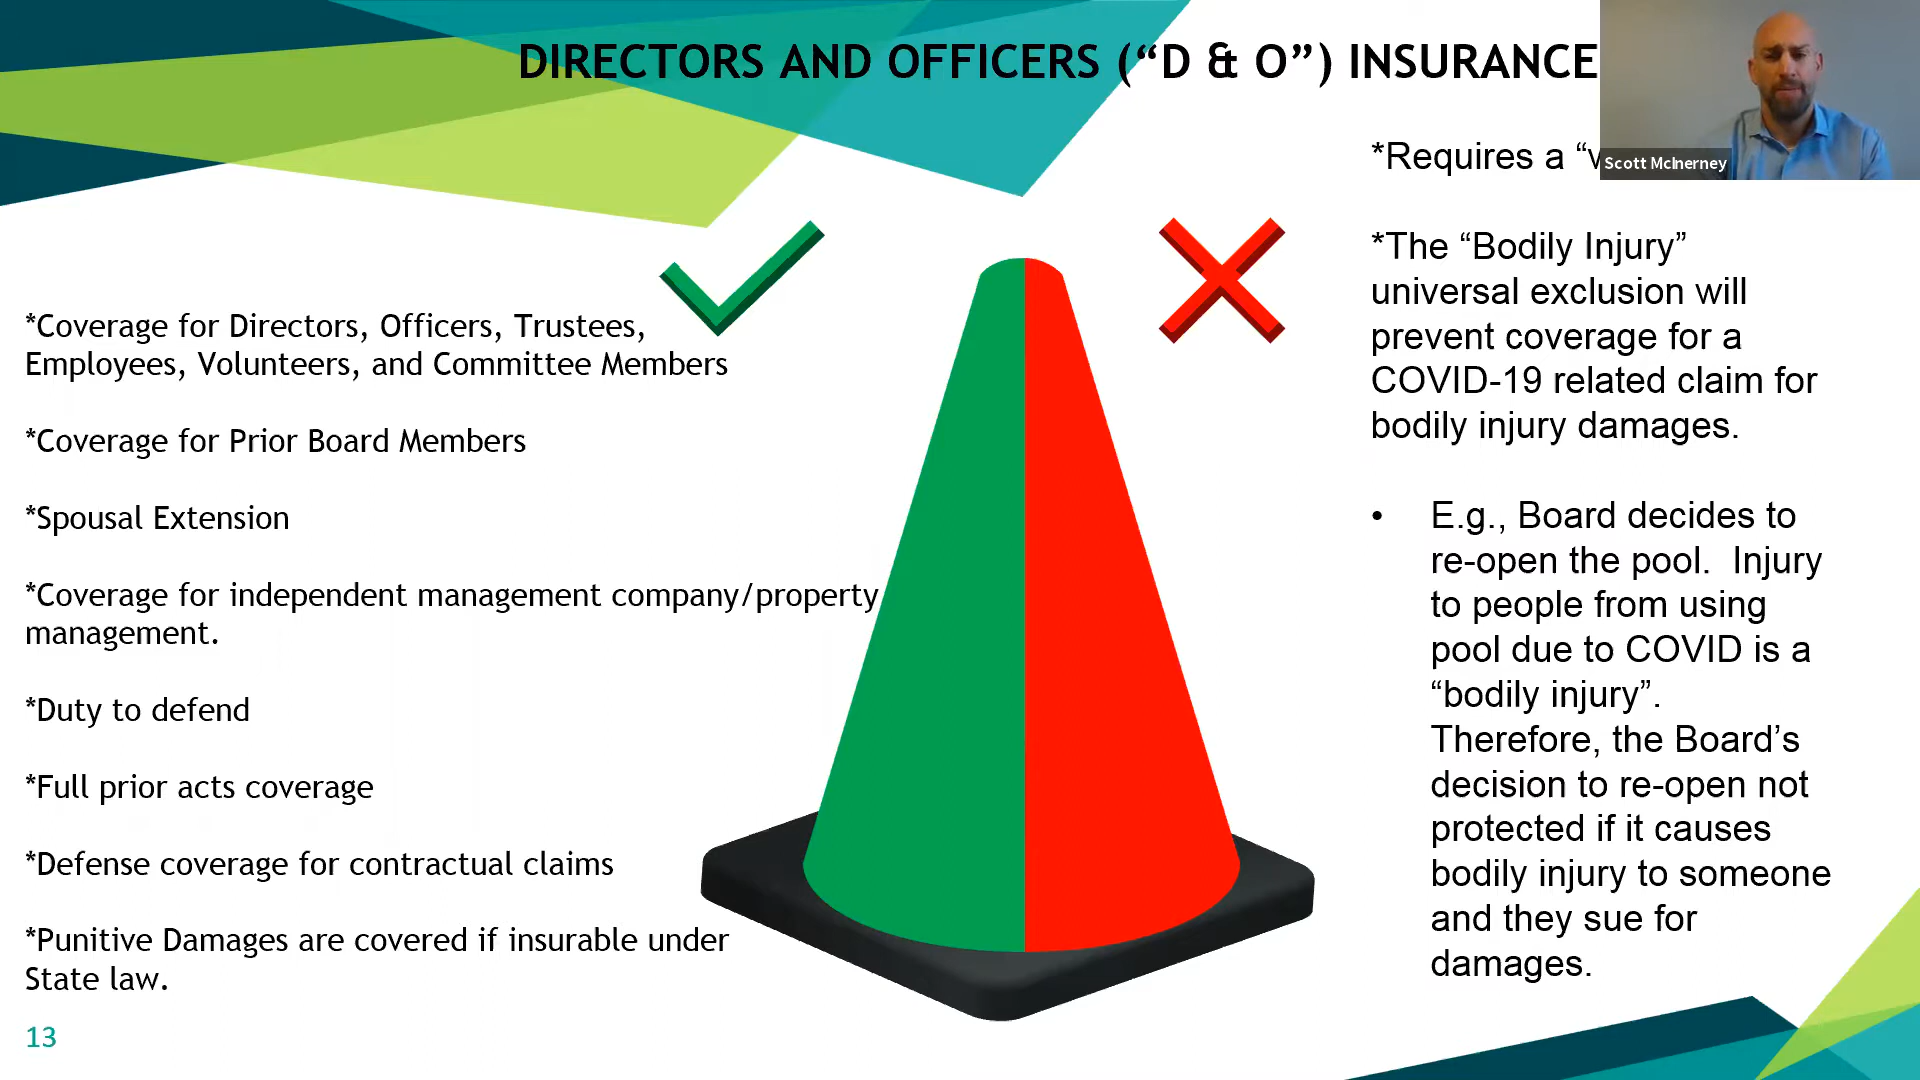 DIRECTORS AND OFFICERS (“D & O”) INSURANCE
Scott McInerney
*Coverage for Directors, Officers, Trustees,
Employees, Volunteers, and Committee Members
*Coverage for Prior Board Members
*Spousal Extension
*Coverage for independent management company/property
management.
*Duty to defend
*Full prior acts coverage
*Defense coverage for contractual claims
*Punitive Damages are covered if insurable under
State law.
*Requires a
*The “Bodily Injury”
universal exclusion will
prevent coverage for a
COVID-19 related claim for
bodily injury damages.
• E.g., Board decides to
re-open the pool. Injury
to people from using
pool due to COVID is a
“bodily injury”.
Therefore, the Board’s
decision to re-open not
protected if it causes
bodily injury to someone
and they sue for
damages.
13